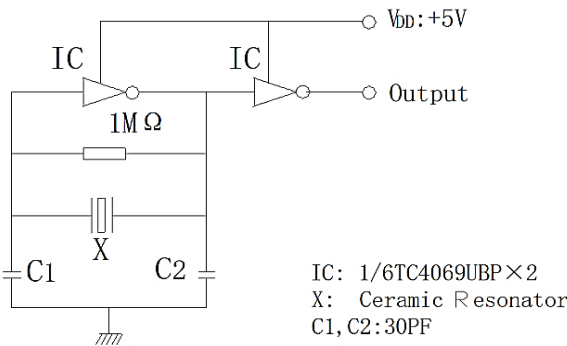 VDD:+5V
IC
IC
Output
1MΩ
X
C1
C2
IC: 1/6TC4069UBP×2
X: Ceramic Resonator
C1,C2:30PF